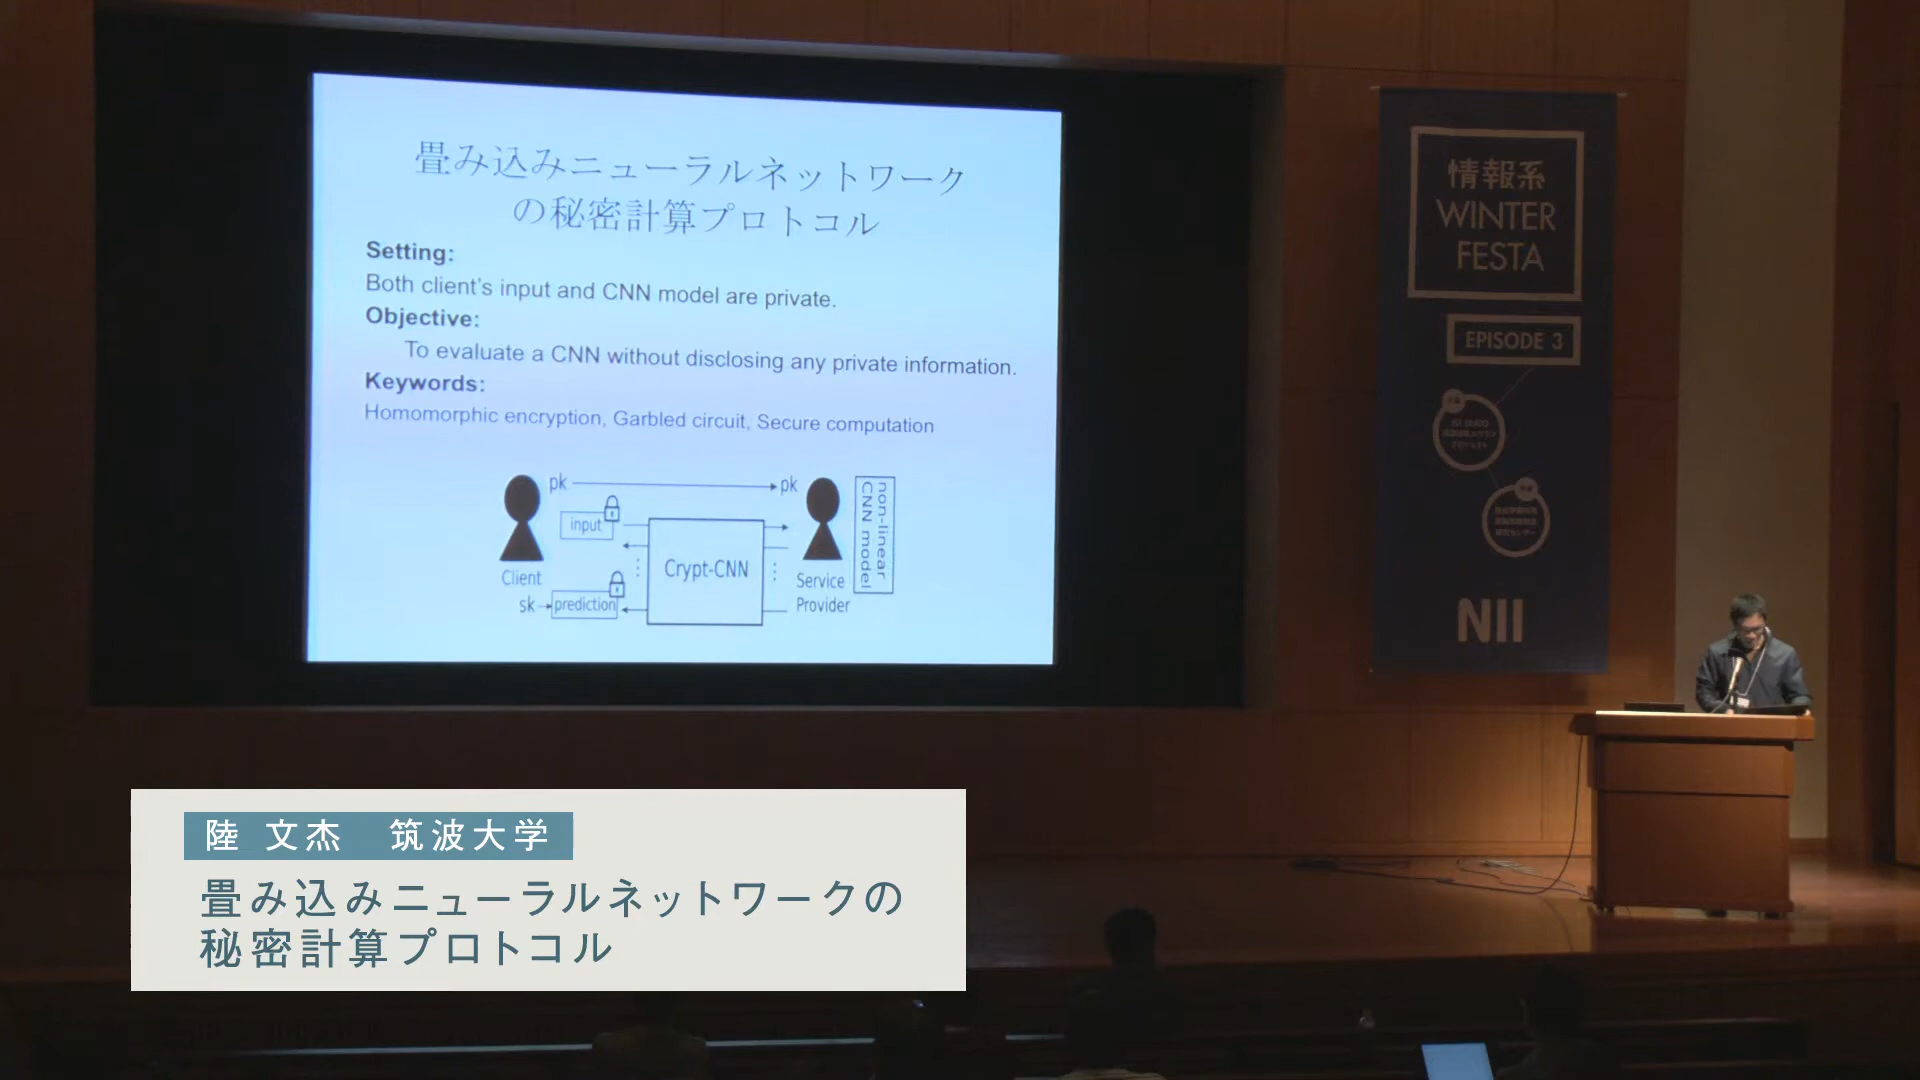 畳み込みニューラルネットワーク
の秘密計算プロトコル
Setting:
Both client's input and CNN model are private.
Objective:
To evaluate a CNN without disclosing any private information.
Keywords:
Homomorphic encryption, Garbled circuit, Secure computation
pk
pk
input
Crypt-CNN
non-linear
CNN model
Client
Service
Provider
sk
prediction
情報系
WINTER
FESTA
EPISODE 3
NII
陸 文杰 筑波大学
畳み込みニューラルネットワークの
秘密計算プロトコル